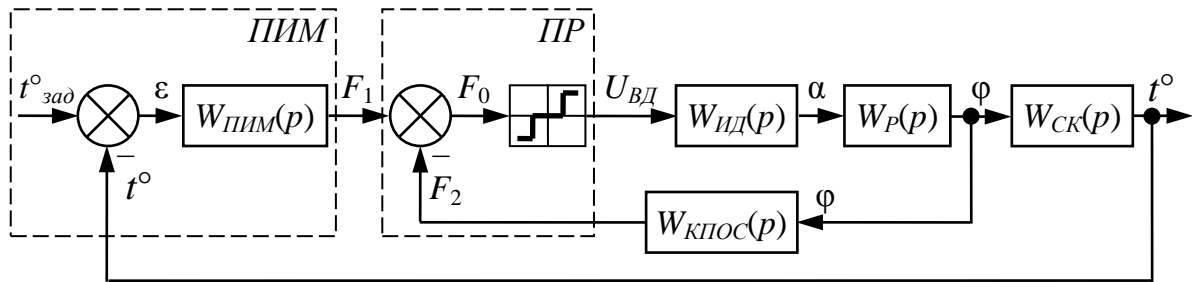 ПИМ
ПР
t°зад
ε
WПИМ(p)
F1
F0
UВД
WИД(p)
α
WР(p)
φ
WСК(p)
t°
−
t°
−
F2
WКПОС(p)
φ